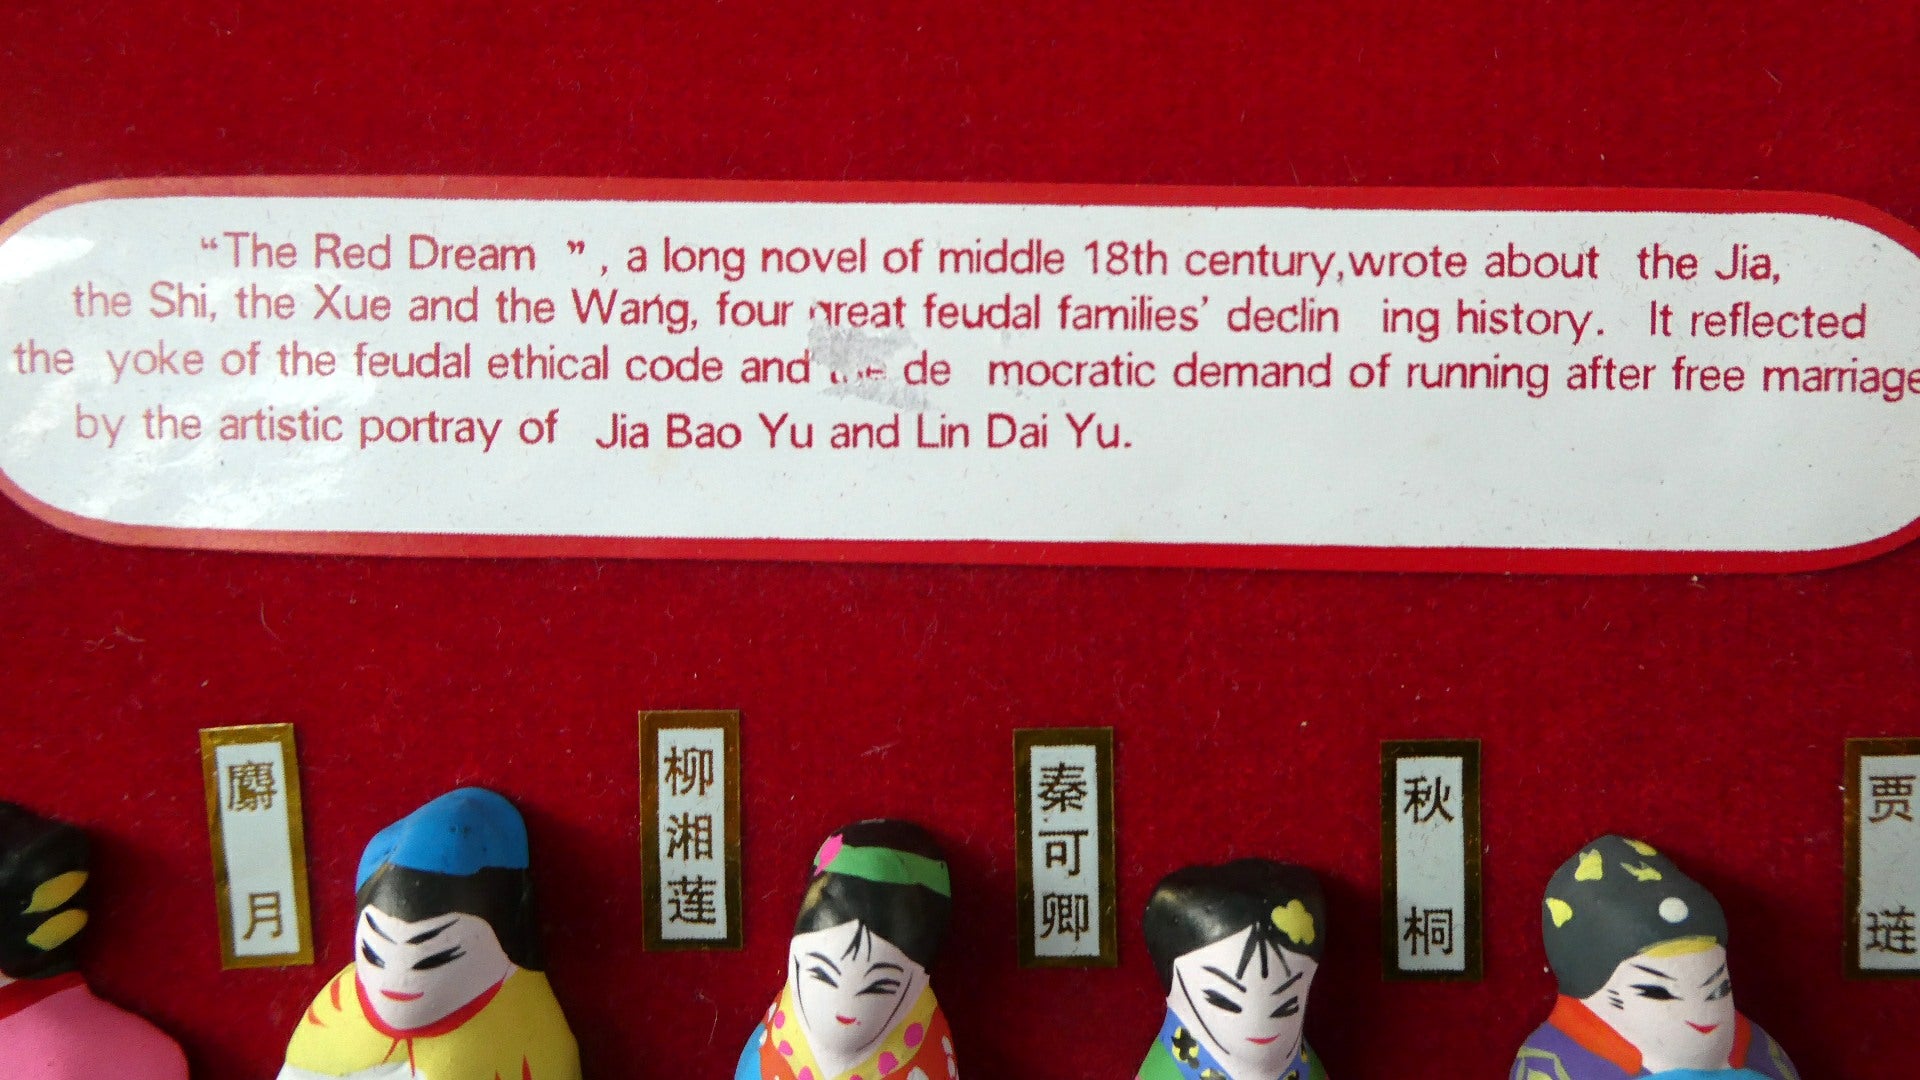 “The Red Dream ”, a long novel of middle 18th century,wrote about the Jia,
the Shi, the Xue and the Wang, four great feudal families’ declin ing history. It reflected
the yoke of the feudal ethical code and the de mocratic demand of running after free marriage
by the artistic portray of Jia Bao Yu and Lin Dai Yu.
麝月
柳湘莲
秦可卿
秋桐
贾琏